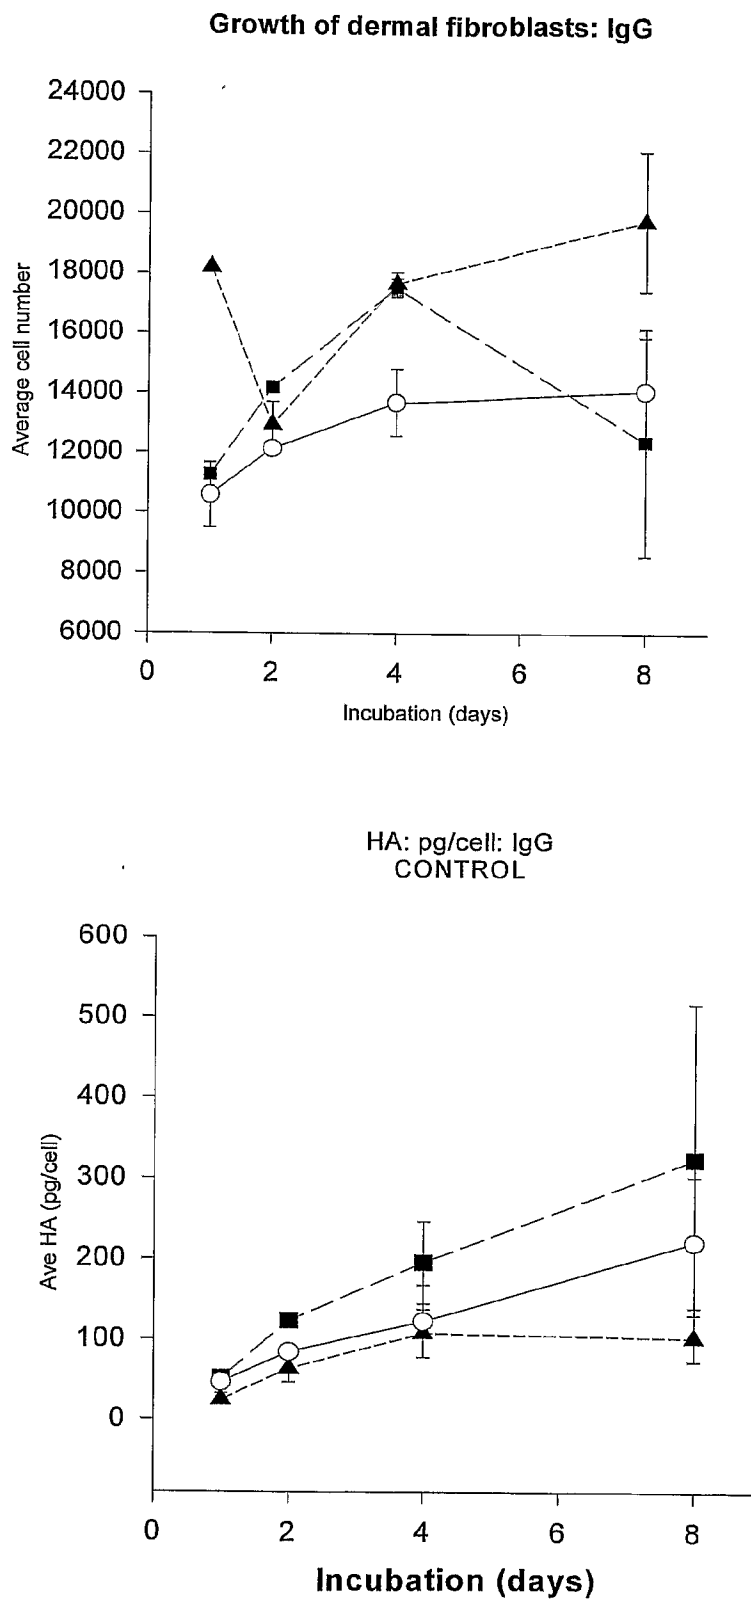 Growth of dermal fibroblasts: IgG
24000
22000
20000
18000
16000
14000
12000
10000
8000
6000
Average cell number
0 2 4 6 8
Incubation (days)
HA: pg/cell: IgG
CONTROL
600
500
400
300
200
100
0
Ave HA (pg/cell)
0 2 4 6 8
Incubation (days)